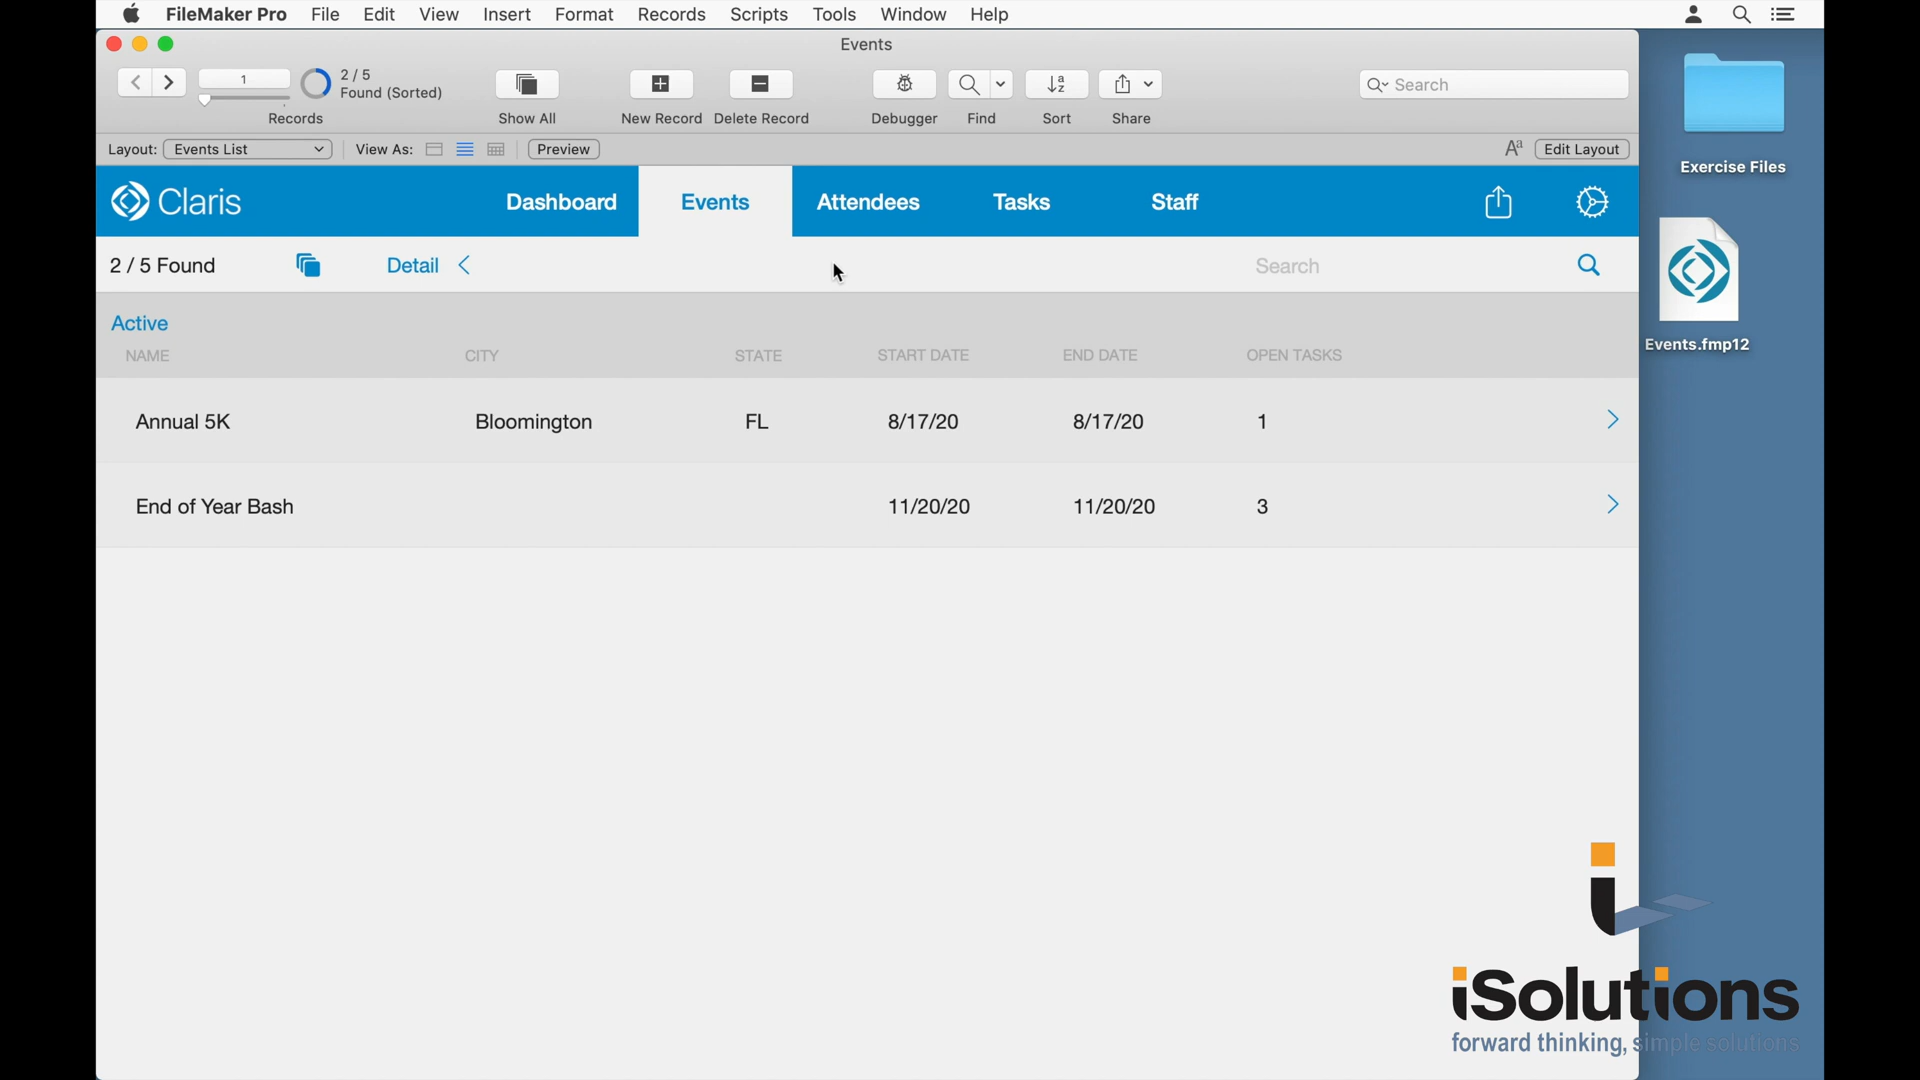 FileMaker Pro File Edit View Insert Format Records Scripts Tools Window Help
Events
1
2 / 5
Found (Sorted)
Search
Records Show All New Record Delete Record Debugger Find Sort Share
Layout: Events List View As: Preview Aa Edit Layout
Exercise Files
Claris Dashboard Events Attendees Tasks Staff
2 / 5 Found Detail Search
Events.fmp12
Active
NAME CITY STATE START DATE END DATE OPEN TASKS
Annual 5K Bloomington FL 8/17/20 8/17/20 1
End of Year Bash 11/20/20 11/20/20 3
iSolutions
forward thinking, simple solutions